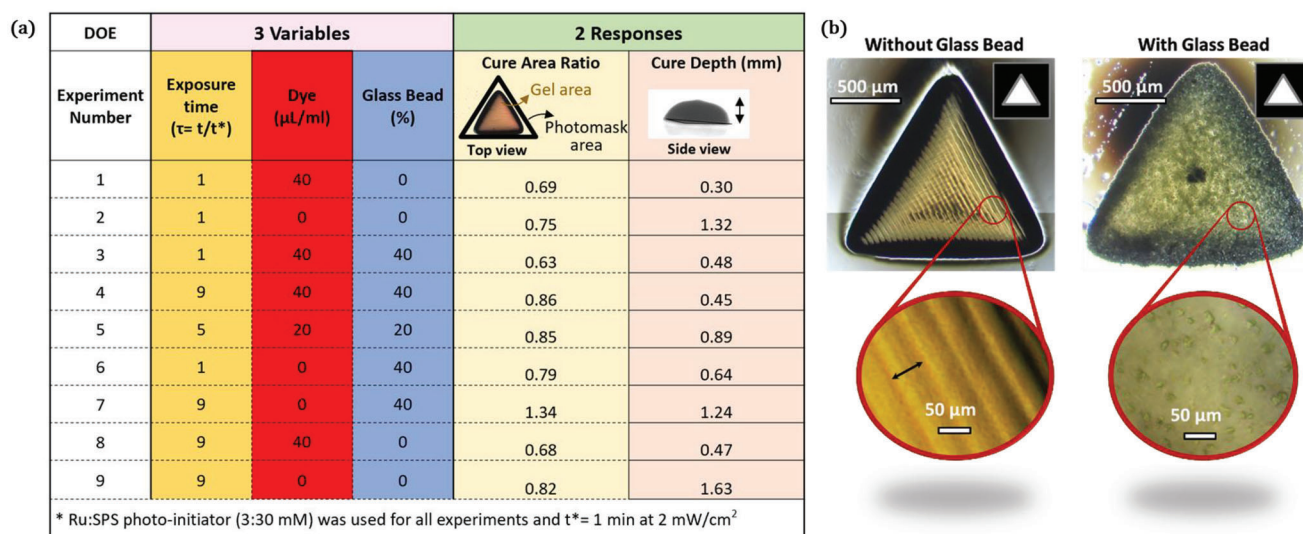 (a)
DOE 3 Variables 2 Responses
Experiment Number Exposure time (τ= t/t*) Dye (µL/ml) Glass Bead (%) Cure Area Ratio Cure Depth (mm)
Gel area
Photomask area
Top view Side view
1 1 40 0 0.69 0.30
2 1 0 0 0.75 1.32
3 1 40 40 0.63 0.48
4 9 40 40 0.86 0.45
5 5 20 20 0.85 0.89
6 1 0 40 0.79 0.64
7 9 0 40 1.34 1.24
8 9 40 0 0.68 0.47
9 9 0 0 0.82 1.63
* Ru:SPS photo-initiator (3:30 mM) was used for all experiments and t*= 1 min at 2 mW/cm²
(b)
Without Glass Bead With Glass Bead
500 µm 500 µm
50 µm 50 µm